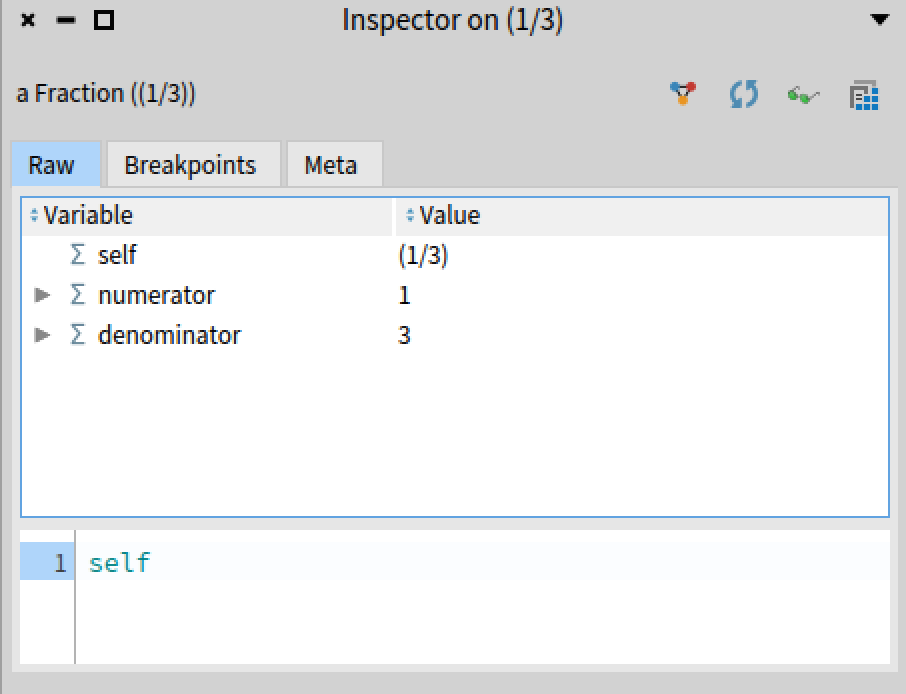 Inspector on (1/3)
a Fraction ((1/3))
Raw Breakpoints Meta
Variable Value
Σ self (1/3)
Σ numerator 1
Σ denominator 3
1 self